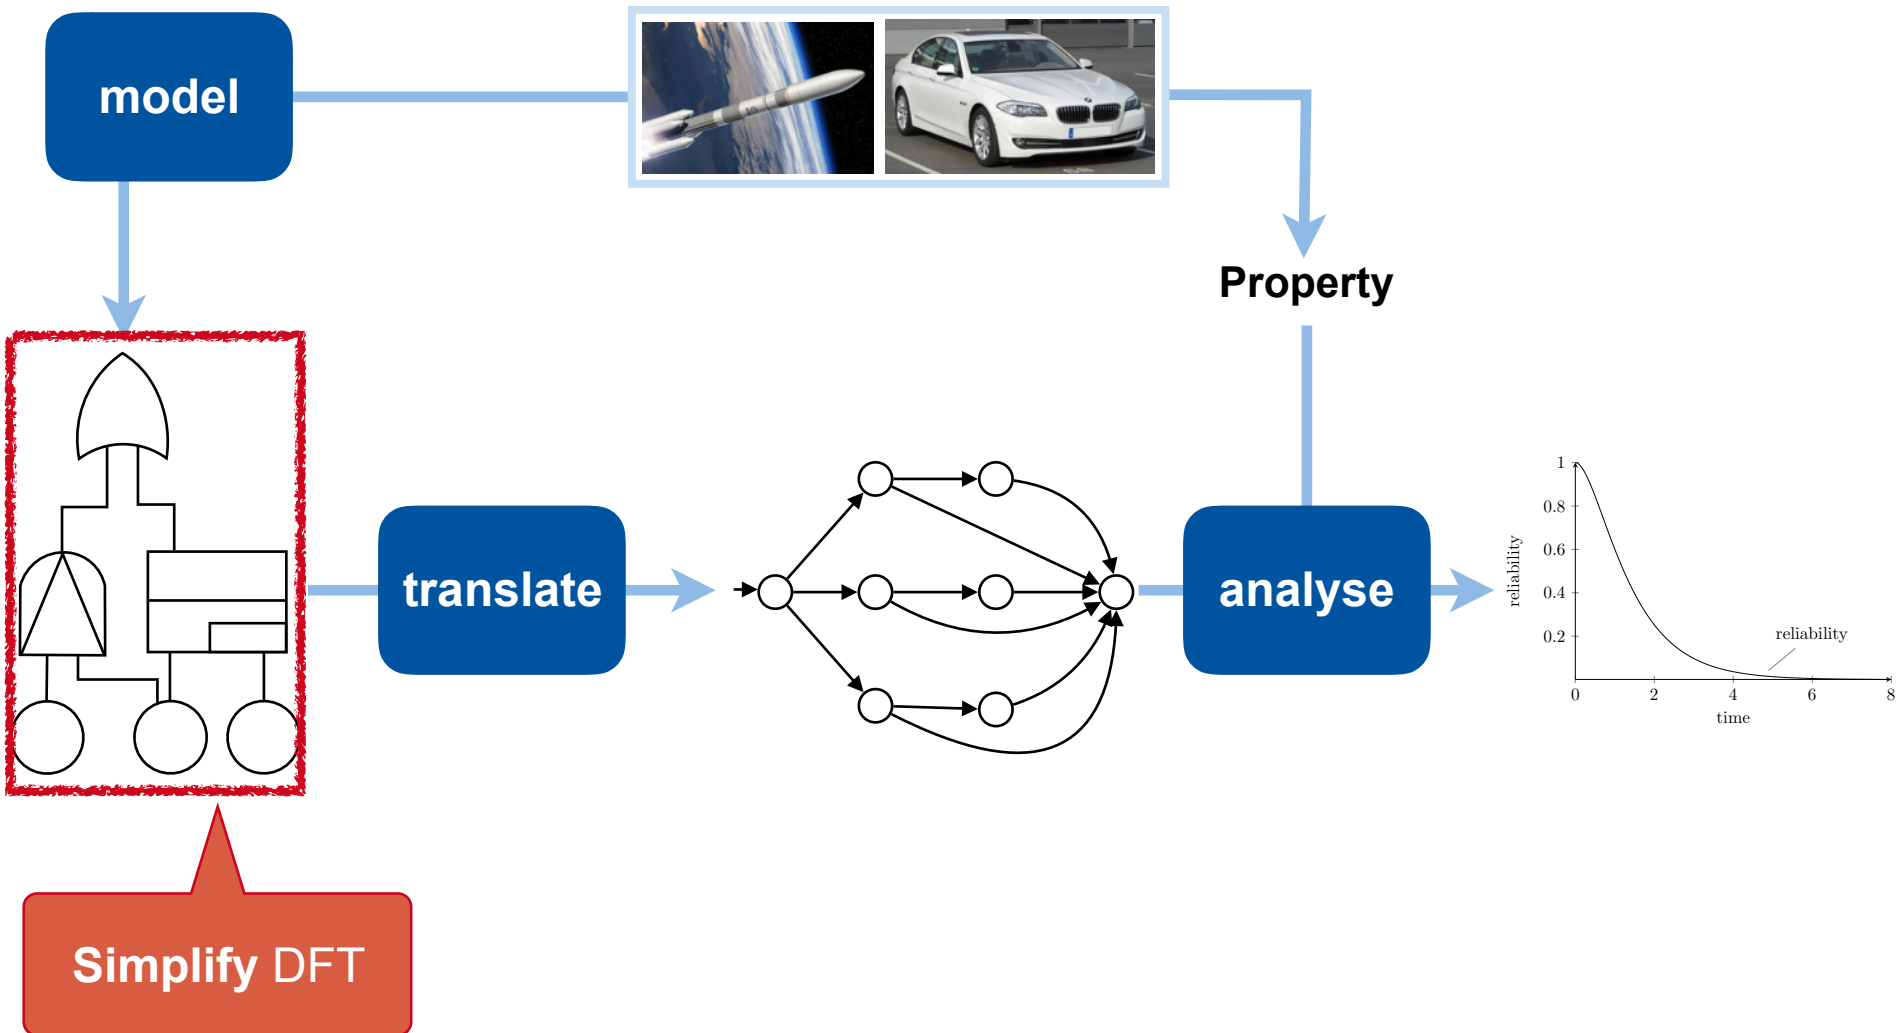 model
Property
translate
analyse
1
0.8
0.6
0.4
0.2
reliability
reliability
0 2 4 6 8
time
Simplify DFT